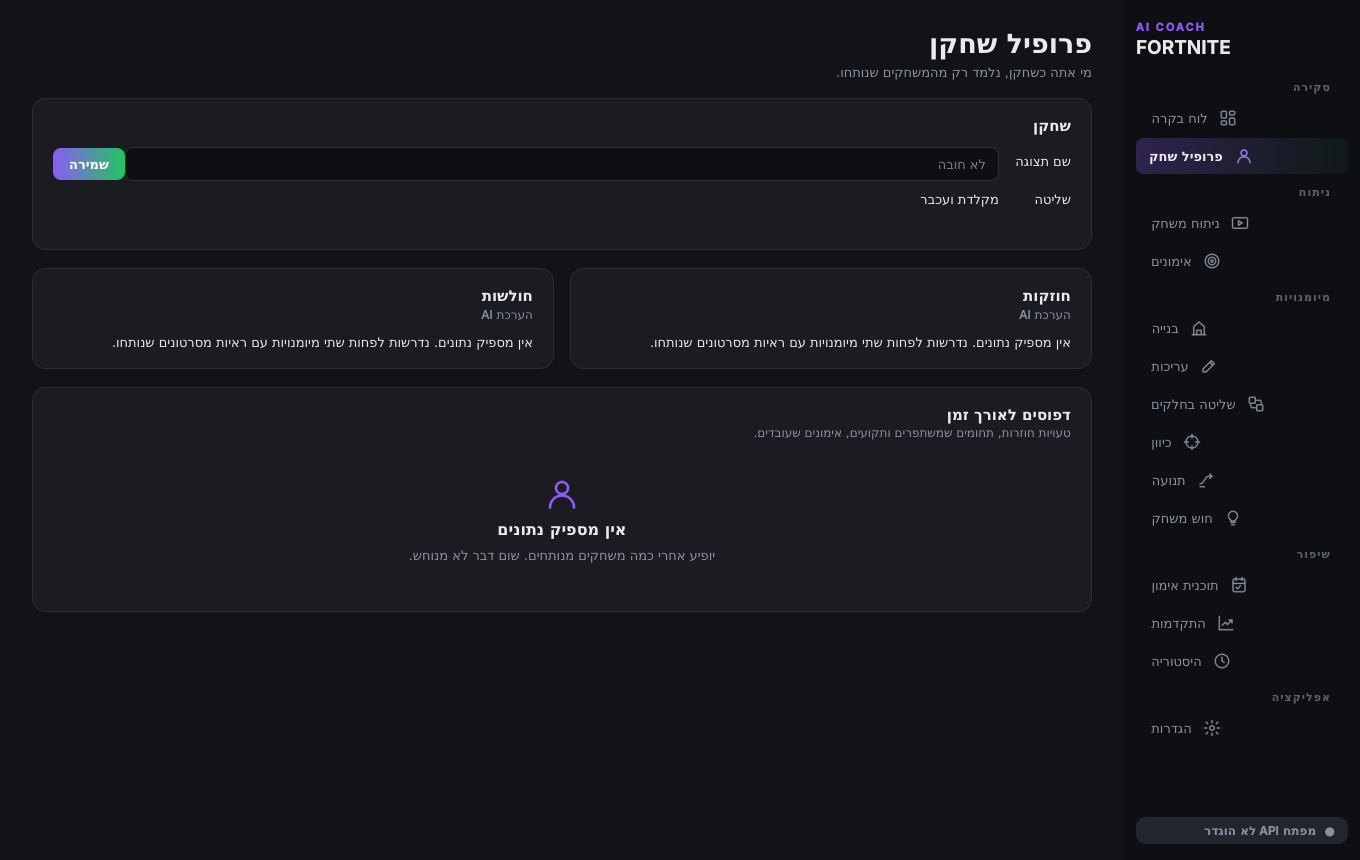 AI COACH
FORTNITE
סקירה
לוח בקרה
פרופיל שחק
ניתוח
ניתוח משחק
אימונים
מיומנויות
בנייה
עריכות
שליטה בחלקים
כיוון
תנועה
חוש משחק
שיפור
תוכנית אימון
התקדמות
היסטוריה
אפליקציה
הגדרות
מפתח API לא הוגדר
פרופיל שחקן
מי אתה כשחקן, נלמד רק מהמשחקים שנותחו.
שחקן
שם תצוגה
לא חובה
שמירה
שליטה
מקלדת ועכבר
חוזקות
הערכת AI
אין מספיק נתונים. נדרשות לפחות שתי מיומנויות עם ראיות מסרטונים שנותחו.
חולשות
הערכת AI
אין מספיק נתונים. נדרשות לפחות שתי מיומנויות עם ראיות מסרטונים שנותחו.
דפוסים לאורך זמן
טעויות חוזרות, תחומים שמשתפרים ותקועים, אימונים שעובדים.
אין מספיק נתונים
יופיע אחרי כמה משחקים מנותחים. שום דבר לא מנוחש.